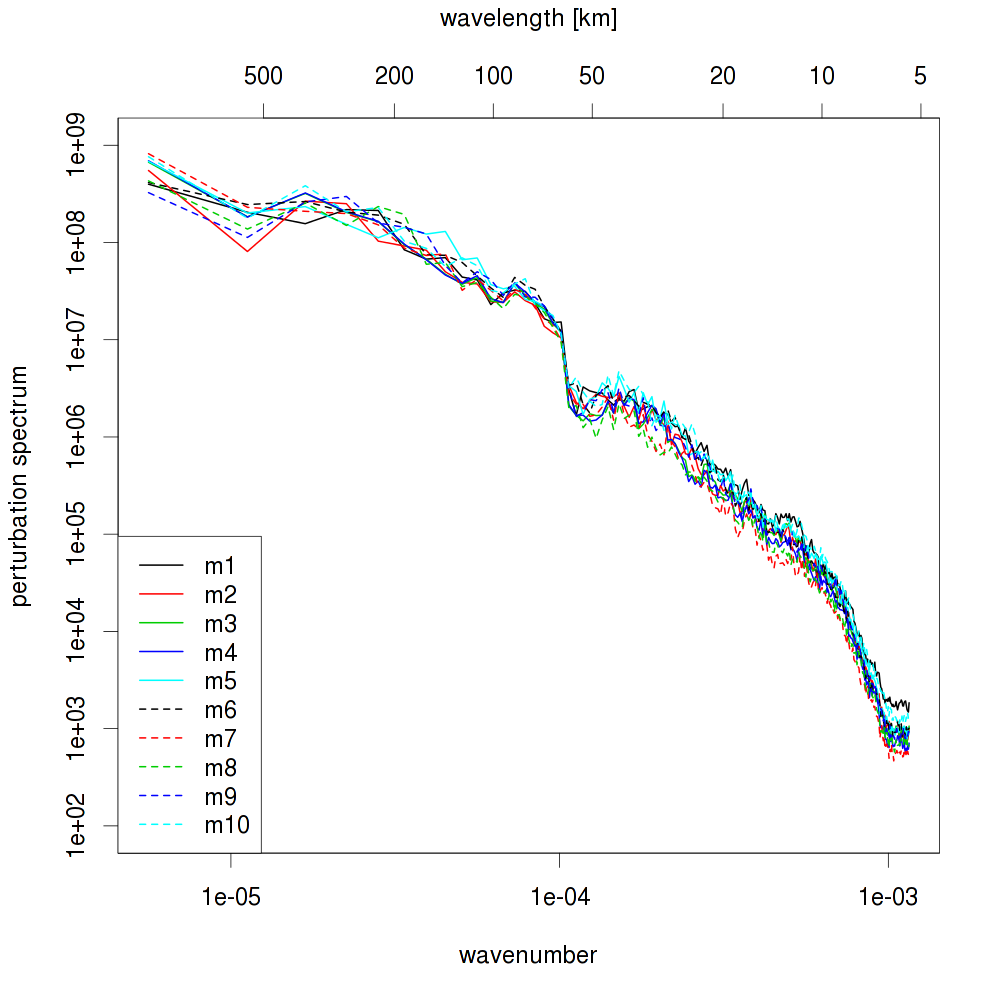 wavelength [km]
500 200 100 50 20 10 5
perturbation spectrum
1e+09
1e+08
1e+07
1e+06
1e+05
1e+04
1e+03
1e+02
m1
m2
m3
m4
m5
m6
m7
m8
m9
m10
1e-05 1e-04 1e-03
wavenumber